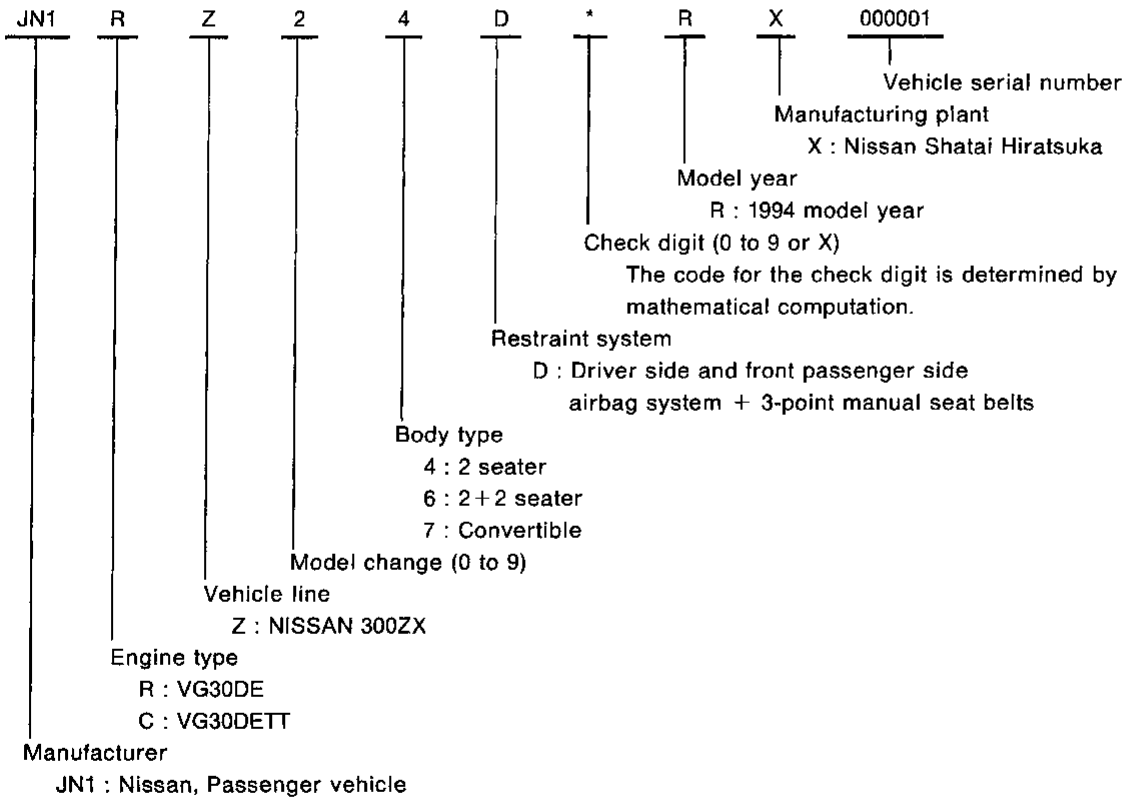 JN1 R Z 2 4 D * R X 000001
Vehicle serial number
Manufacturing plant
X : Nissan Shatai Hiratsuka
Model year
R : 1994 model year
Check digit (0 to 9 or X)
The code for the check digit is determined by
mathematical computation.
Restraint system
D : Driver side and front passenger side
airbag system + 3-point manual seat belts
Body type
4 : 2 seater
6 : 2+2 seater
7 : Convertible
Model change (0 to 9)
Vehicle line
Z : NISSAN 300ZX
Engine type
R : VG30DE
C : VG30DETT
Manufacturer
JN1 : Nissan, Passenger vehicle